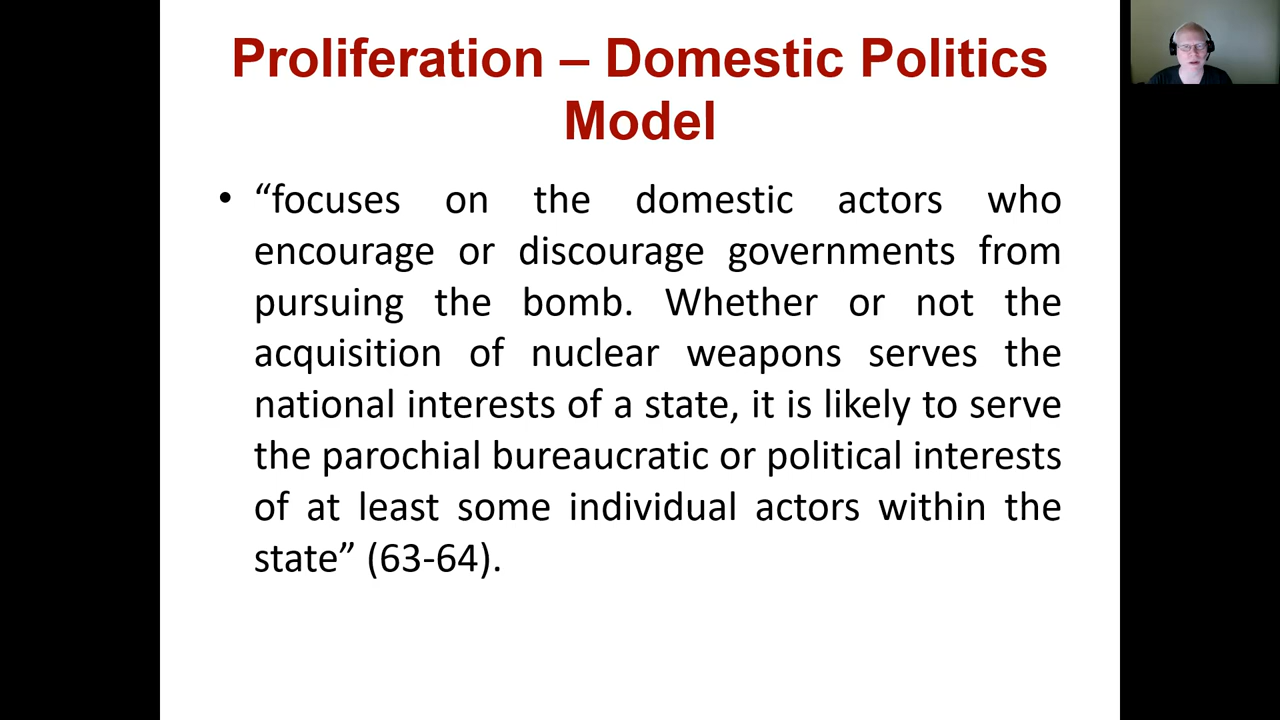 Proliferation – Domestic Politics
Model
• “focuses on the domestic actors who
encourage or discourage governments from
pursuing the bomb. Whether or not the
acquisition of nuclear weapons serves the
national interests of a state, it is likely to serve
the parochial bureaucratic or political interests
of at least some individual actors within the
state” (63-64).